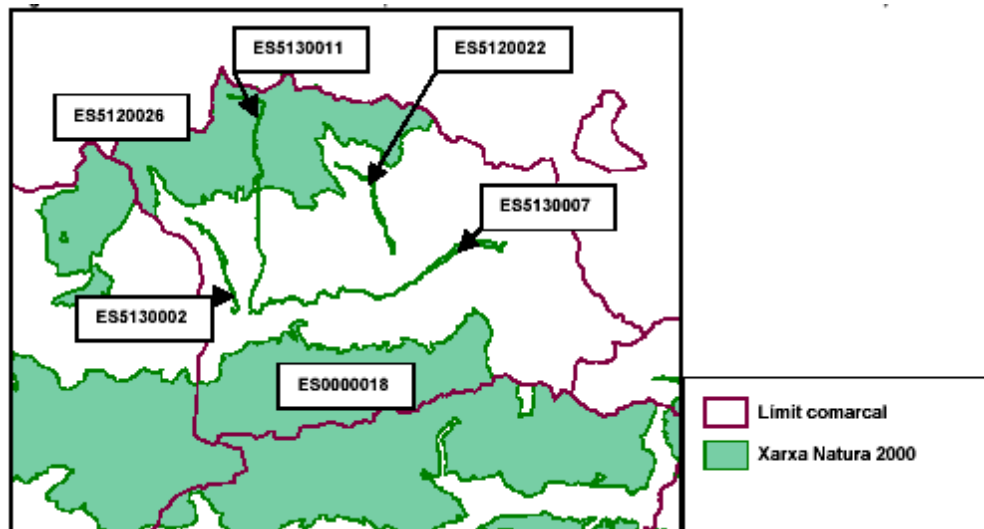 ES5130011
ES5120022
ES5120026
ES5130007
ES5130002
ES0000018
Límit comarcal
Xarxa Natura 2000